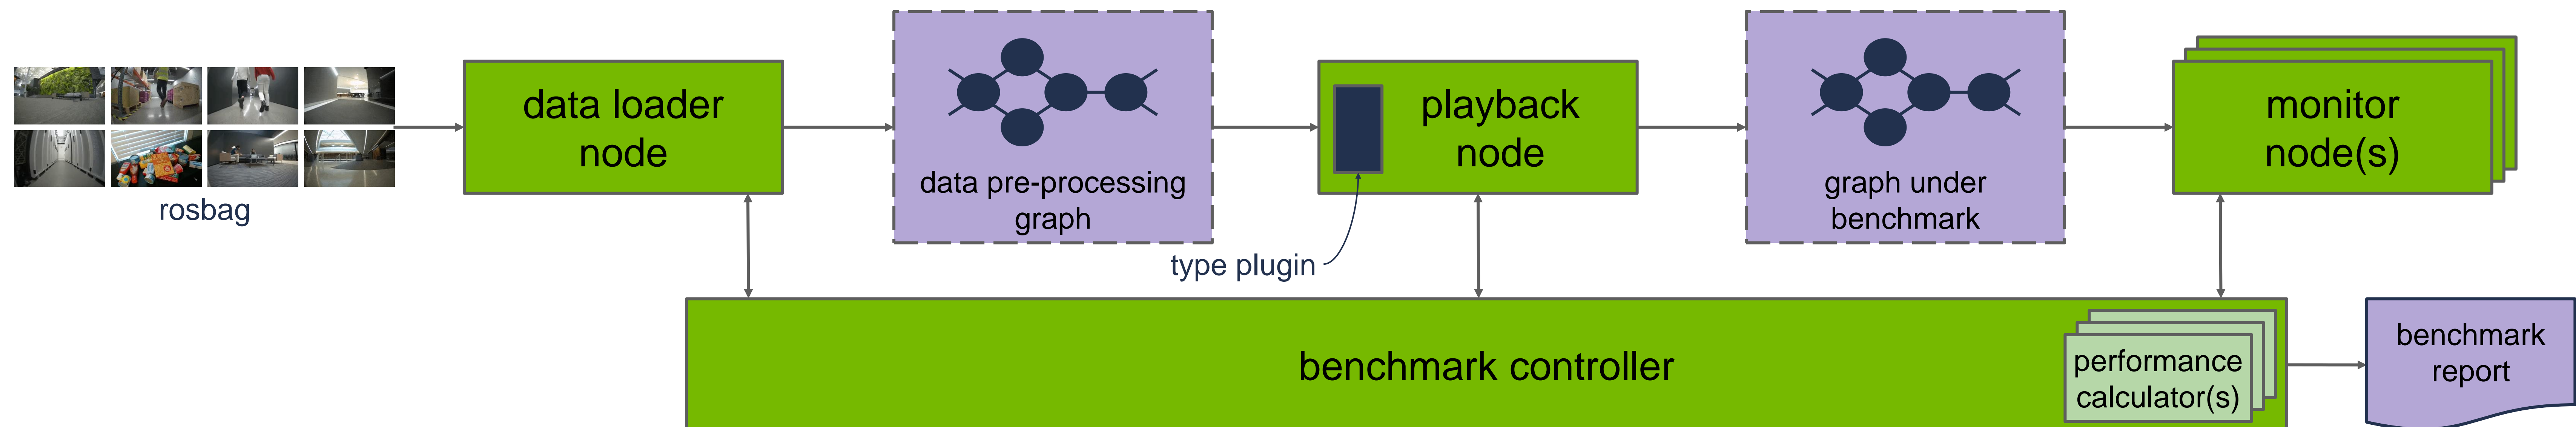 rosbag
data loader
node
data pre-processing
graph
type plugin
playback
node
graph under
benchmark
monitor
node(s)
benchmark controller
performance
calculator(s)
benchmark
report